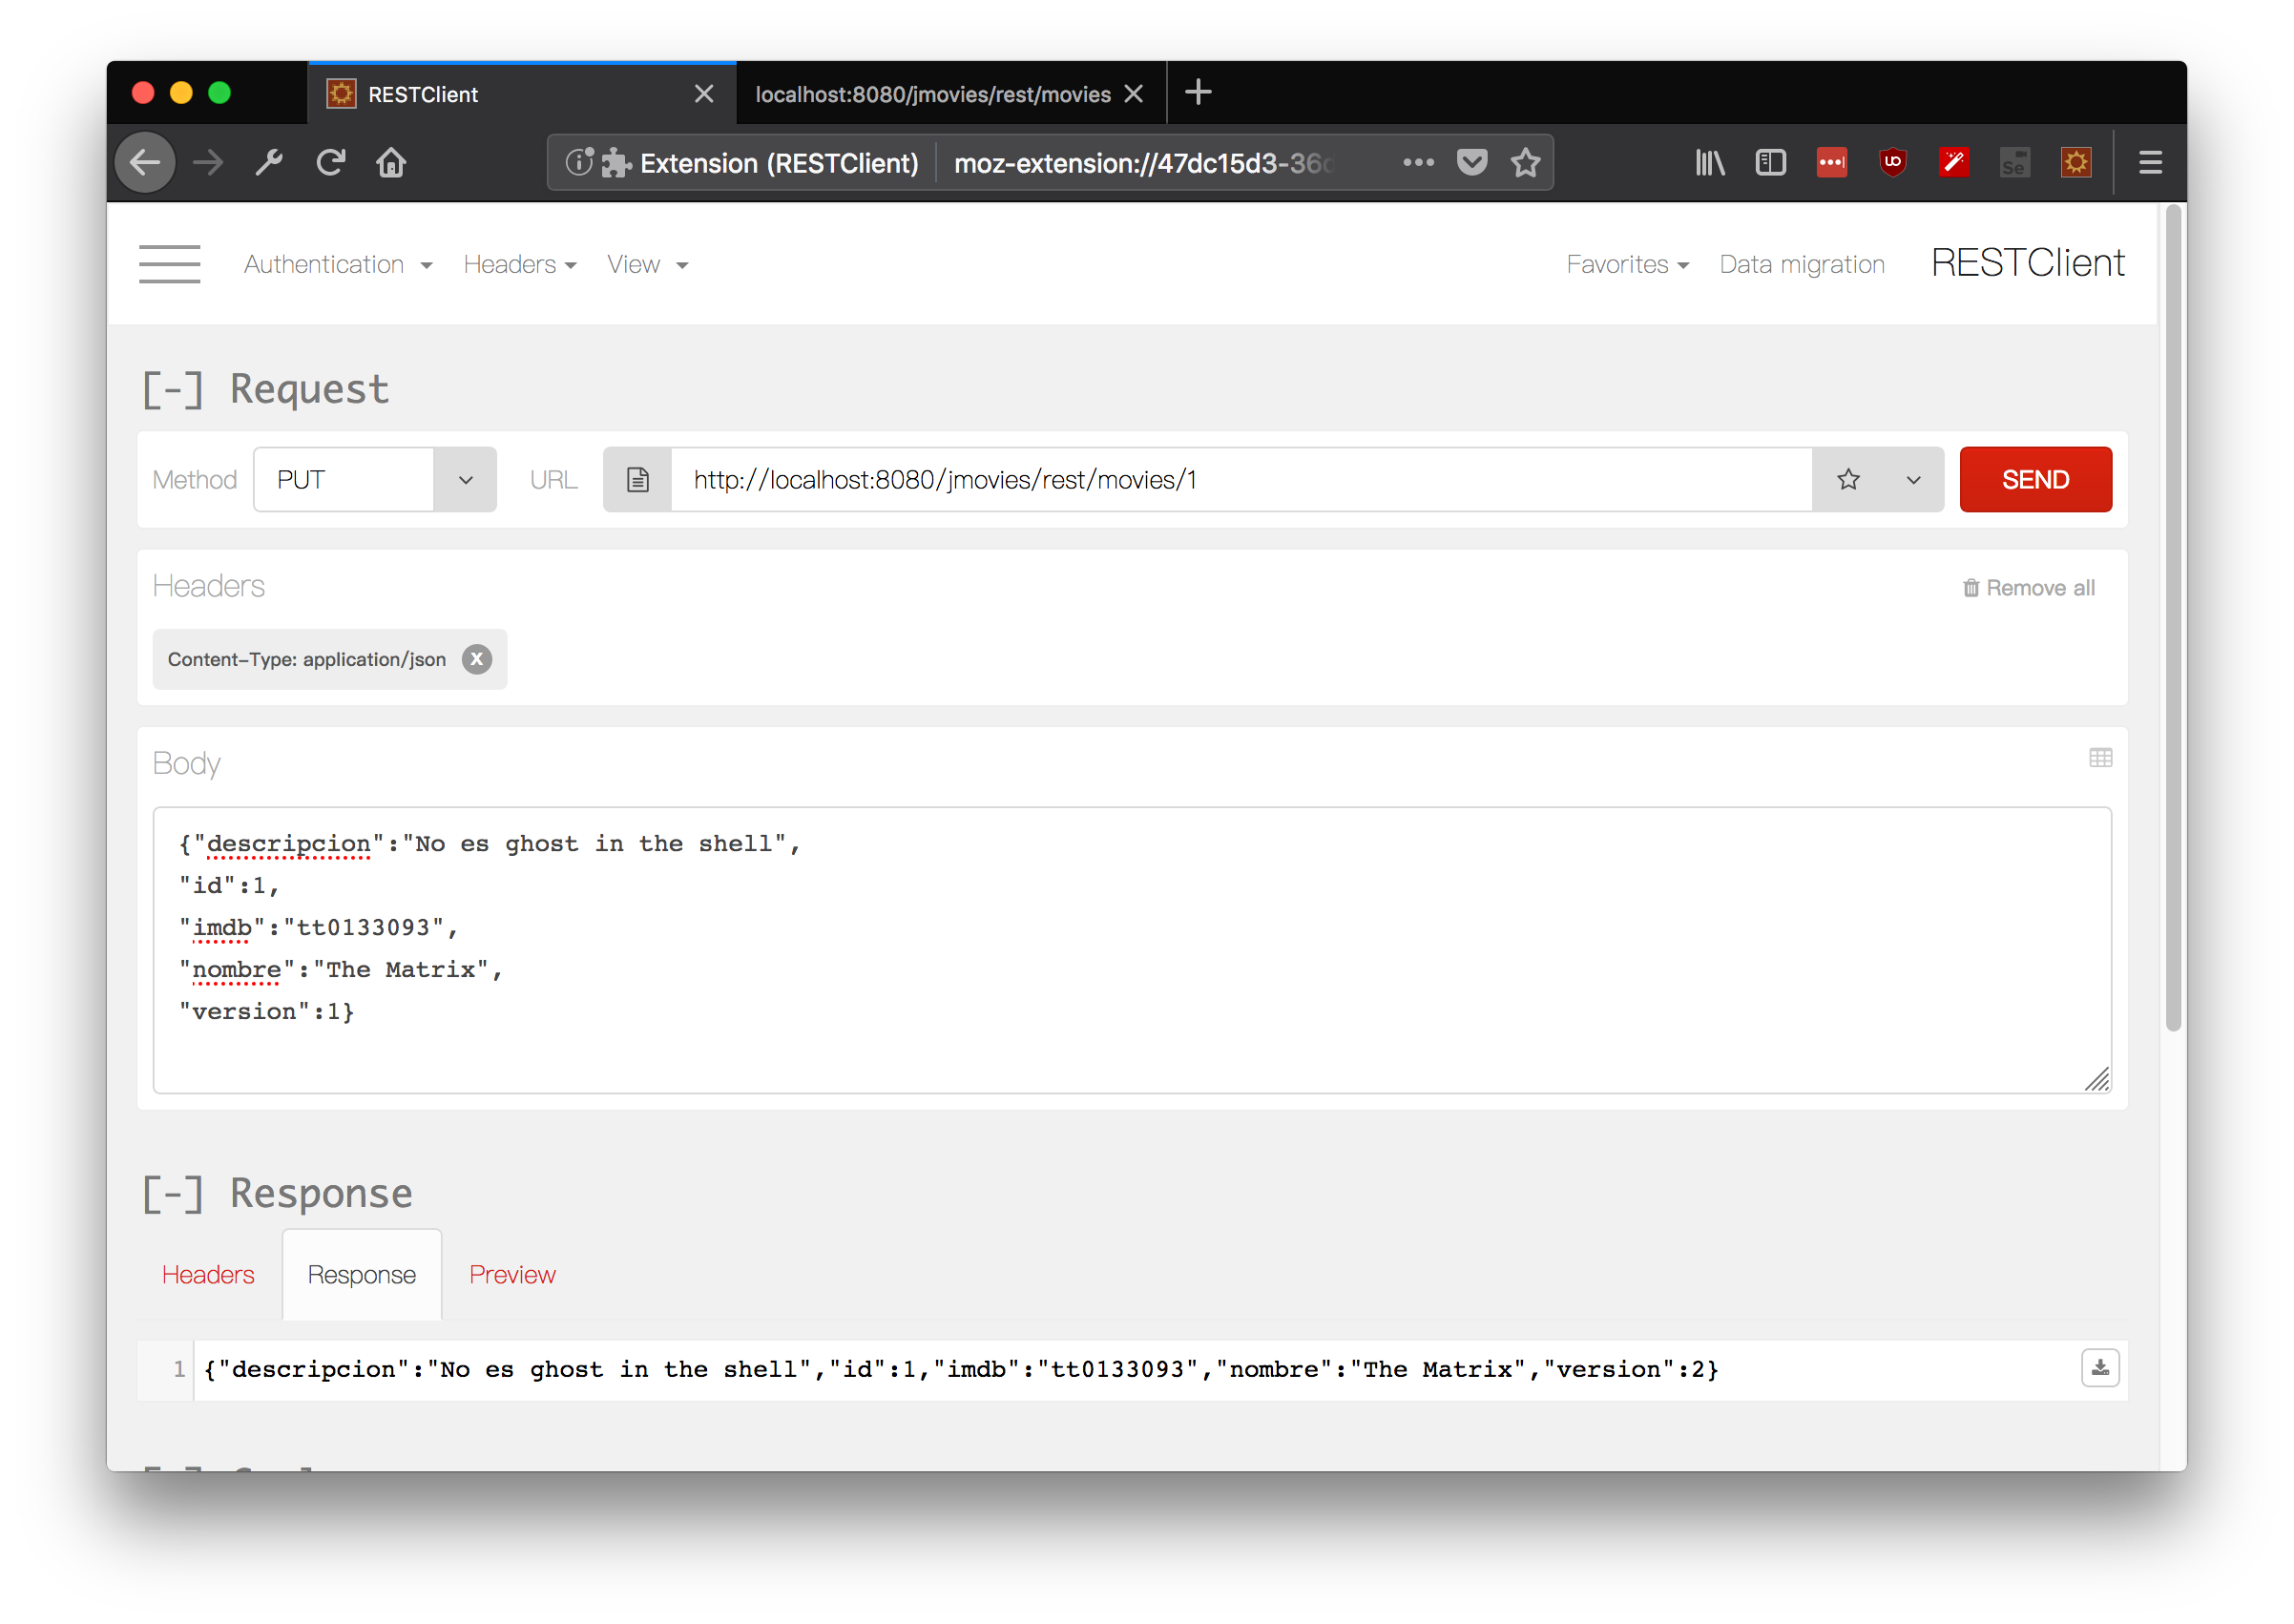 RESTClient
localhost:8080/jmovies/rest/movies
Extension (RESTClient) moz-extension://47dc15d3-36
Se
Authentication Headers View Favorites Data migration RESTClient
[-] Request
Method PUT URL http://localhost:8080/jmovies/rest/movies/1 SEND
Headers Remove all
Content-Type: application/json x
Body
{"descripcion":"No es ghost in the shell",
"id":1,
"imdb":"tt0133093",
"nombre":"The Matrix",
"version":1}
[-] Response
Headers Response Preview
1 {"descripcion":"No es ghost in the shell","id":1,"imdb":"tt0133093","nombre":"The Matrix","version":2}